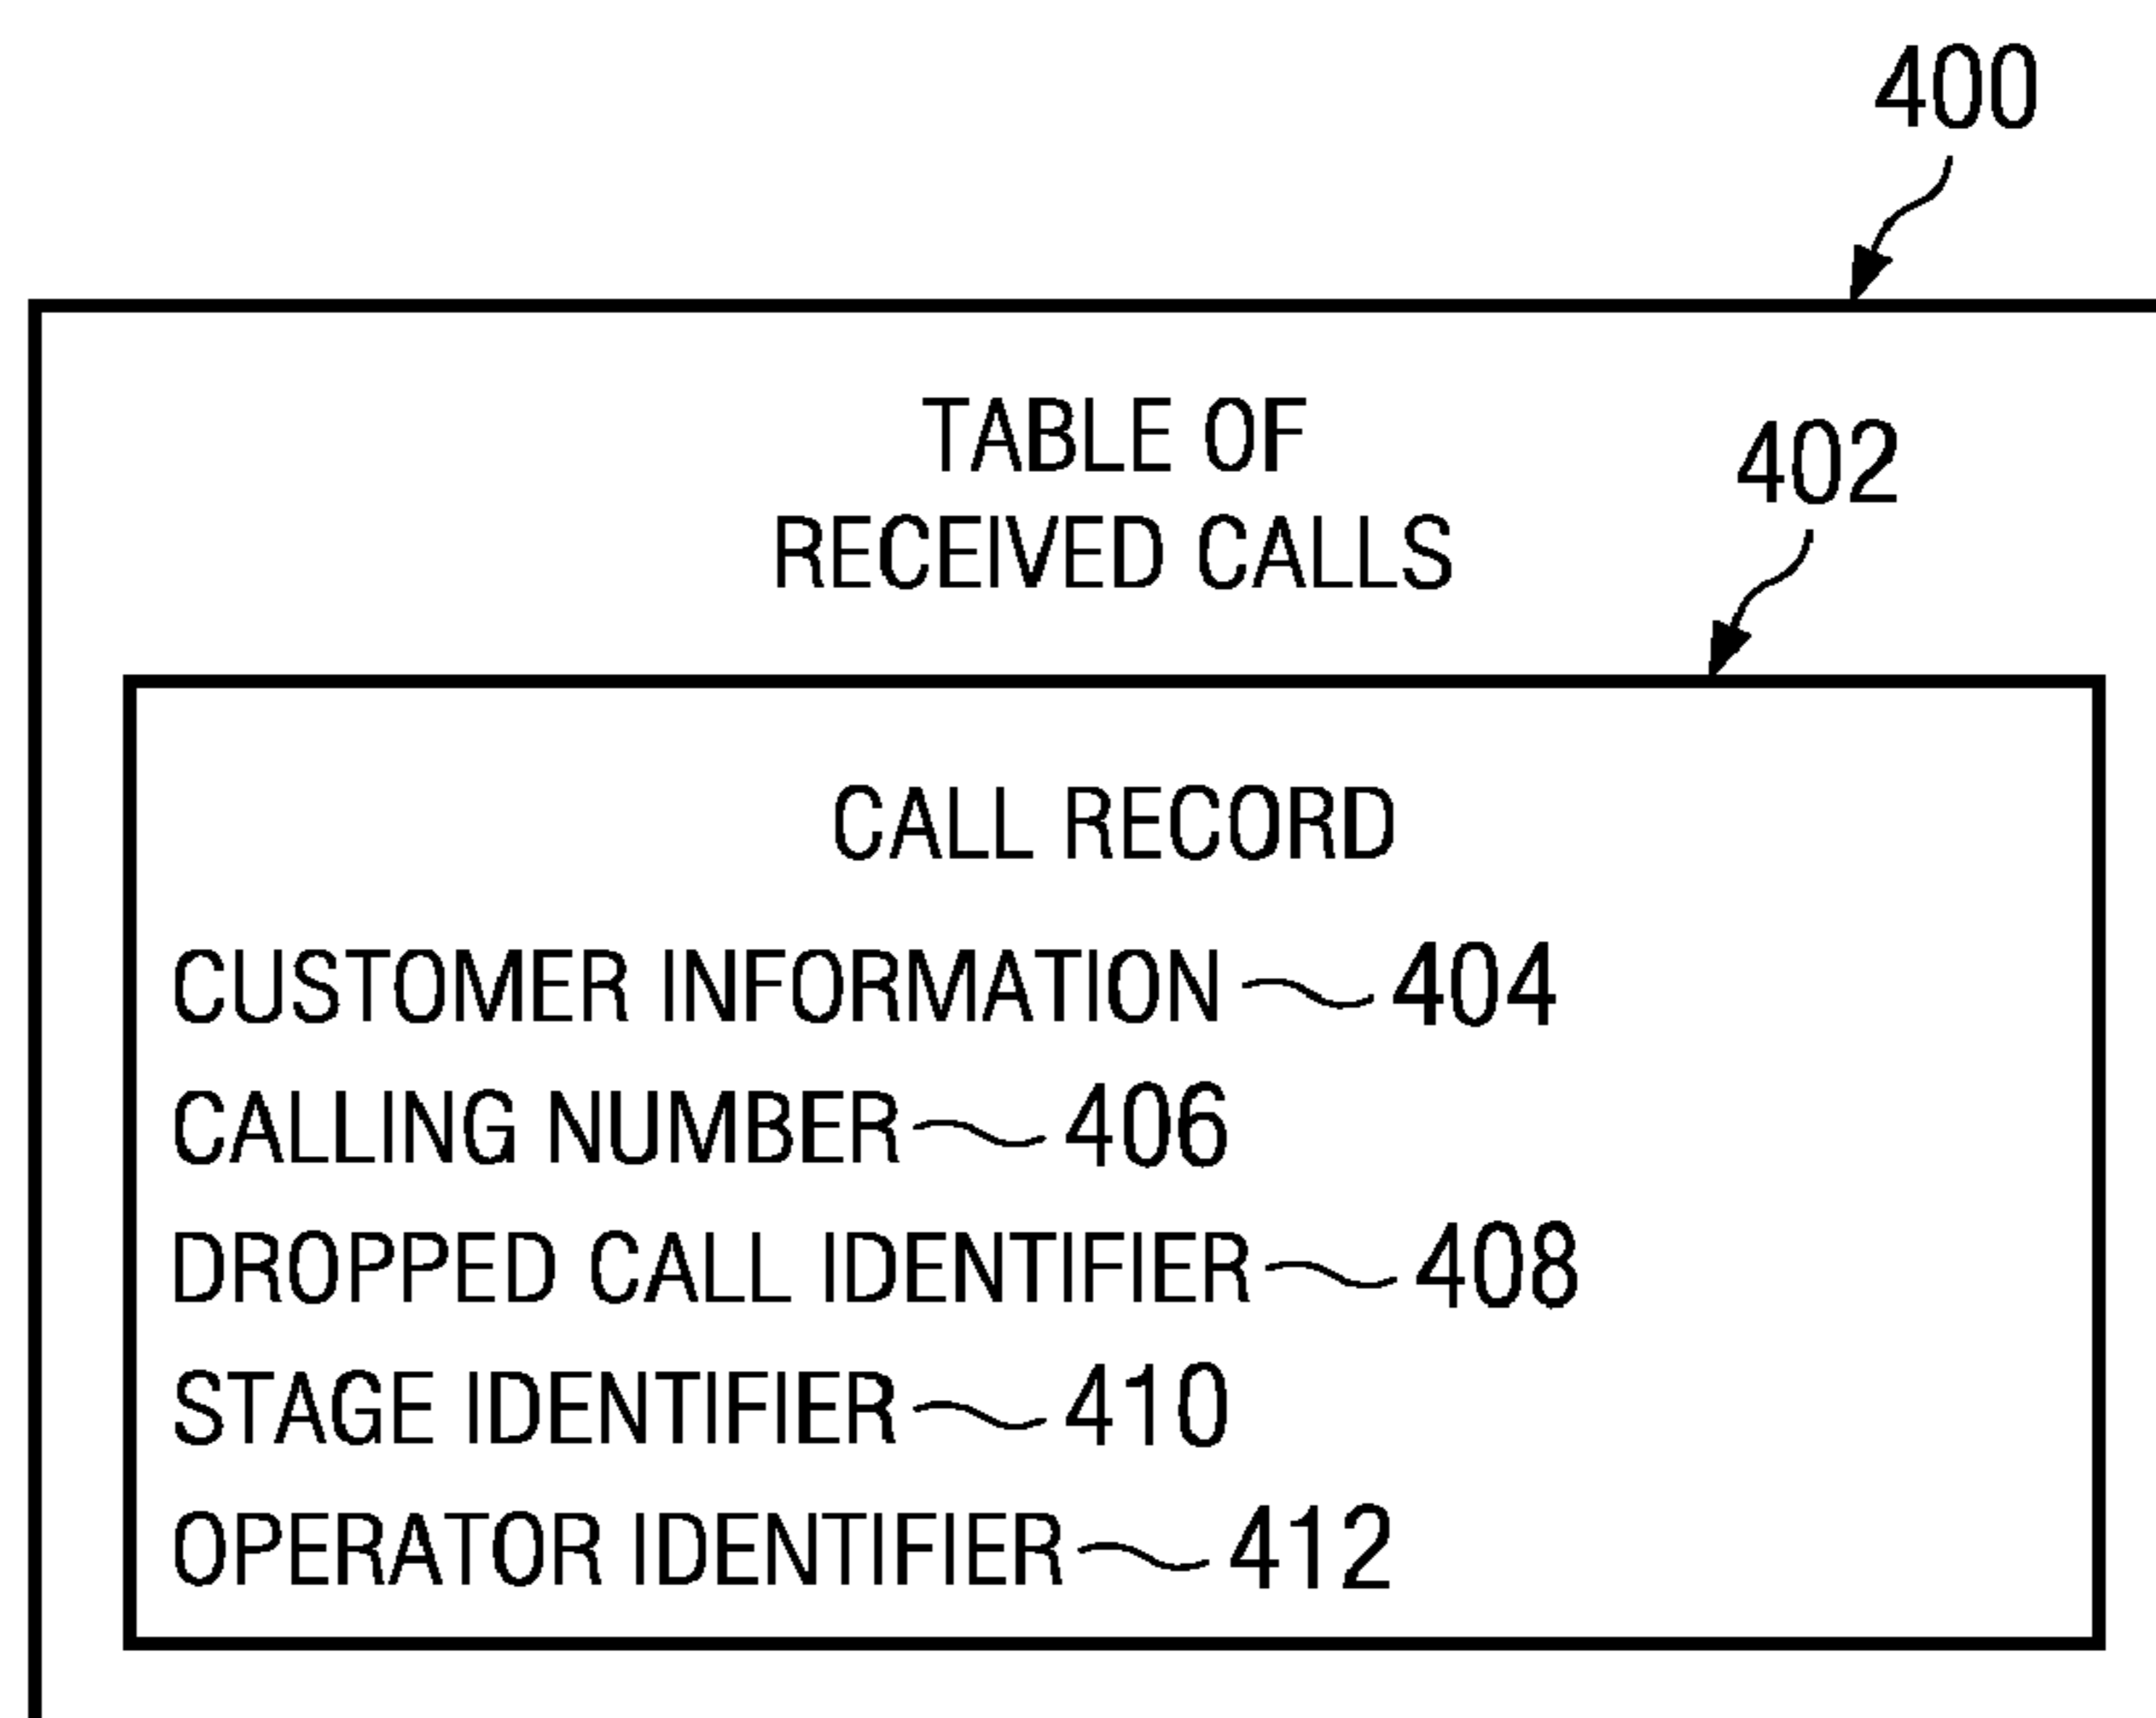 400
TABLE OF
RECEIVED CALLS
402
CALL RECORD
CUSTOMER INFORMATION 404
CALLING NUMBER 406
DROPPED CALL IDENTIFIER 408
STAGE IDENTIFIER 410
OPERATOR IDENTIFIER 412